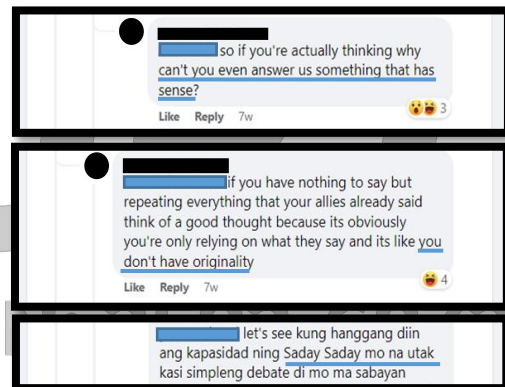 so if you're actually thinking why
can't you even answer us something that has
sense?
Like Reply 7w
3
if you have nothing to say but
repeating everything that your allies already said
think of a good thought because its obviously
you're only relying on what they say and its like you
don't have originality
Like Reply 7w
4
let's see kung hanggang diin
ang kapasidad ning Saday Saday mo na utak
kasi simpleng debate di mo ma sabayan